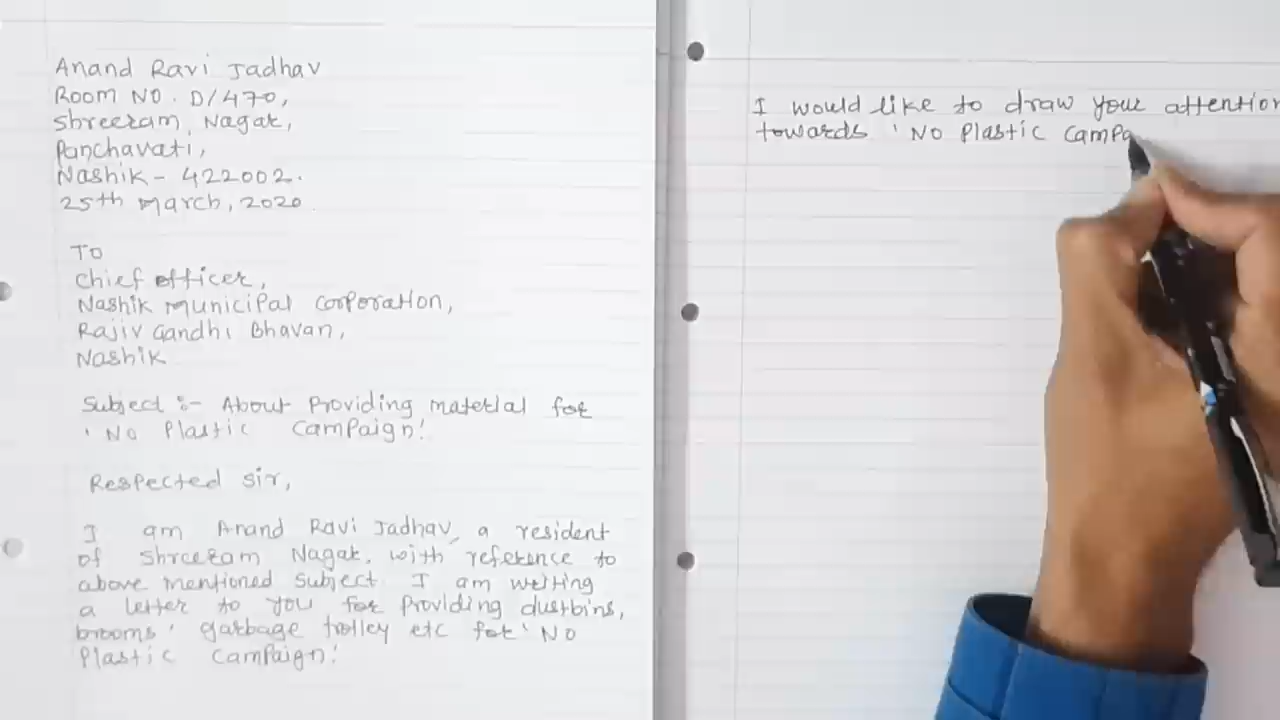 Anand Ravi Jadhav
Room NO. D/470,
Shreeram Nagar,
Panchavati,
Nashik - 422002.
25th March, 2020.
To
Chief officer,
Nashik Municipal corporation,
Rajiv Gandhi Bhavan,
Nashik
Subject :- About Providing material for
'No Plastic Campaign!
Respected sir,
I am Anand Ravi Jadhav, a resident
of Shreeram Nagar, with reference to
above mentioned subject I am writing
a letter to you for Providing dustbins,
brooms' garbage trolley etc for 'No
Plastic Campaign!
I would like to draw your attention
towards 'No Plastic Campa